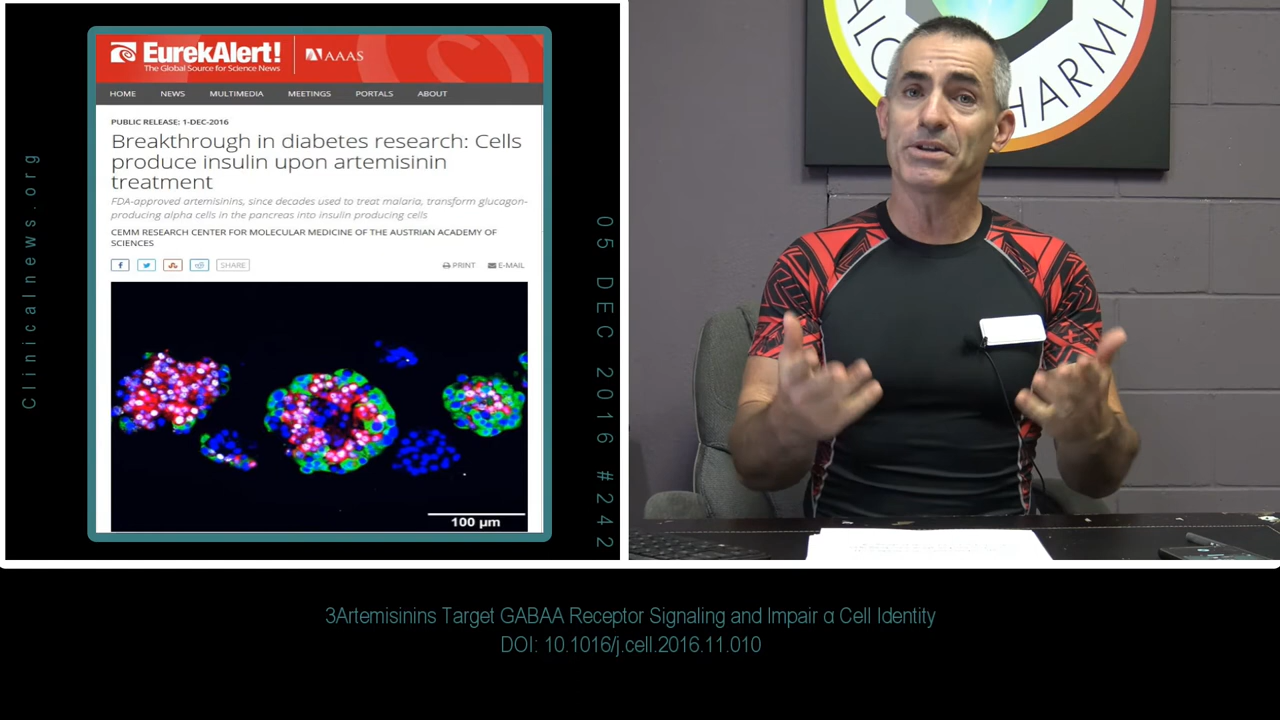 Clinicalnews.org
EurekAlert!
The Global Source for Science News
AAAS
HOME NEWS MULTIMEDIA MEETINGS PORTALS ABOUT
PUBLIC RELEASE: 1-DEC-2016
Breakthrough in diabetes research: Cells
produce insulin upon artemisinin
treatment
FDA-approved artemisinins, since decades used to treat malaria, transform glucagon-
producing alpha cells in the pancreas into insulin producing cells
CEMM RESEARCH CENTER FOR MOLECULAR MEDICINE OF THE AUSTRIAN ACADEMY OF
SCIENCES
SHARE
PRINT E-MAIL
100 µm
05 DEC 2016 #242
3Artemisinins Target GABAA Receptor Signaling and Impair α Cell Identity
DOI: 10.1016/j.cell.2016.11.010